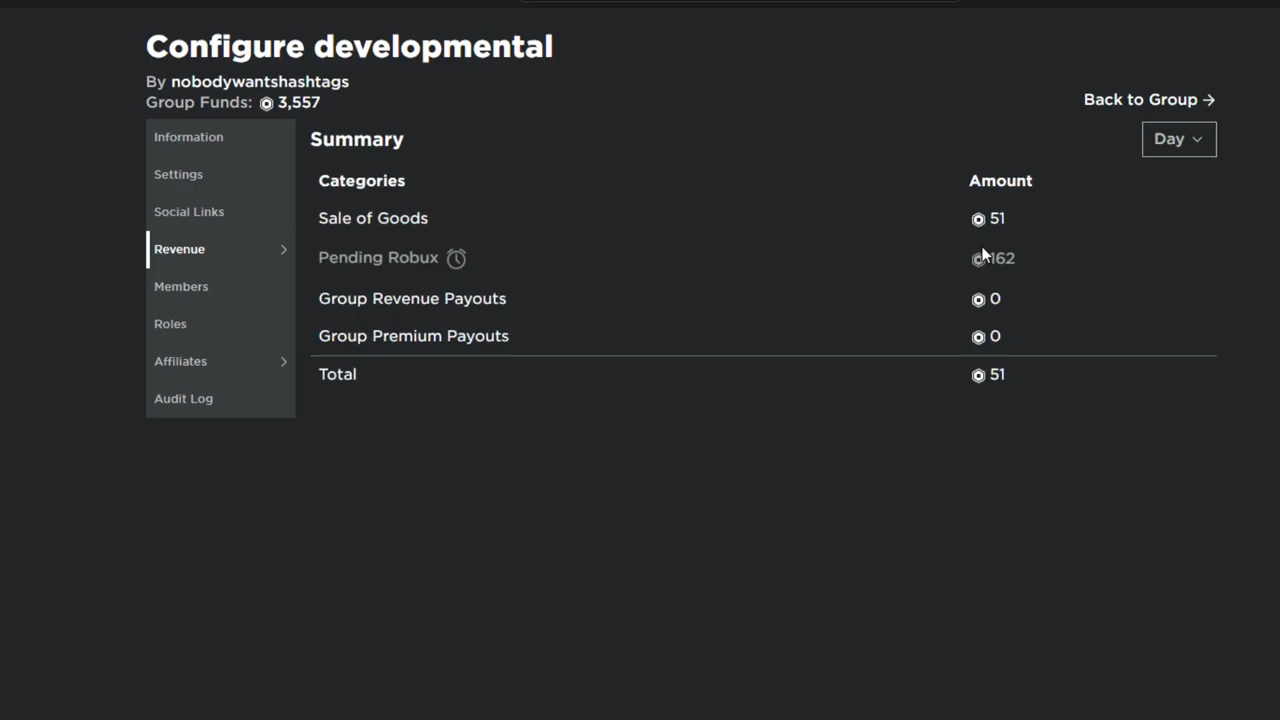 Configure developmental
By nobodywantshashtags
Group Funds: 3,557
Back to Group →
Information
Settings
Social Links
Revenue
Members
Roles
Affiliates
Audit Log
Summary
Day
Categories Amount
Sale of Goods 51
Pending Robux 162
Group Revenue Payouts 0
Group Premium Payouts 0
Total 51